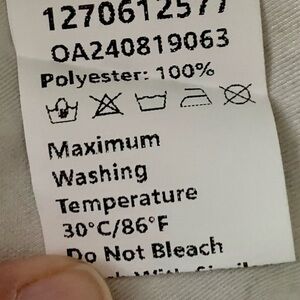 1270612577
OA240819063
Polyester: 100%
Maximum
Washing
Temperature
30°C/86°F
Do Not Bleach